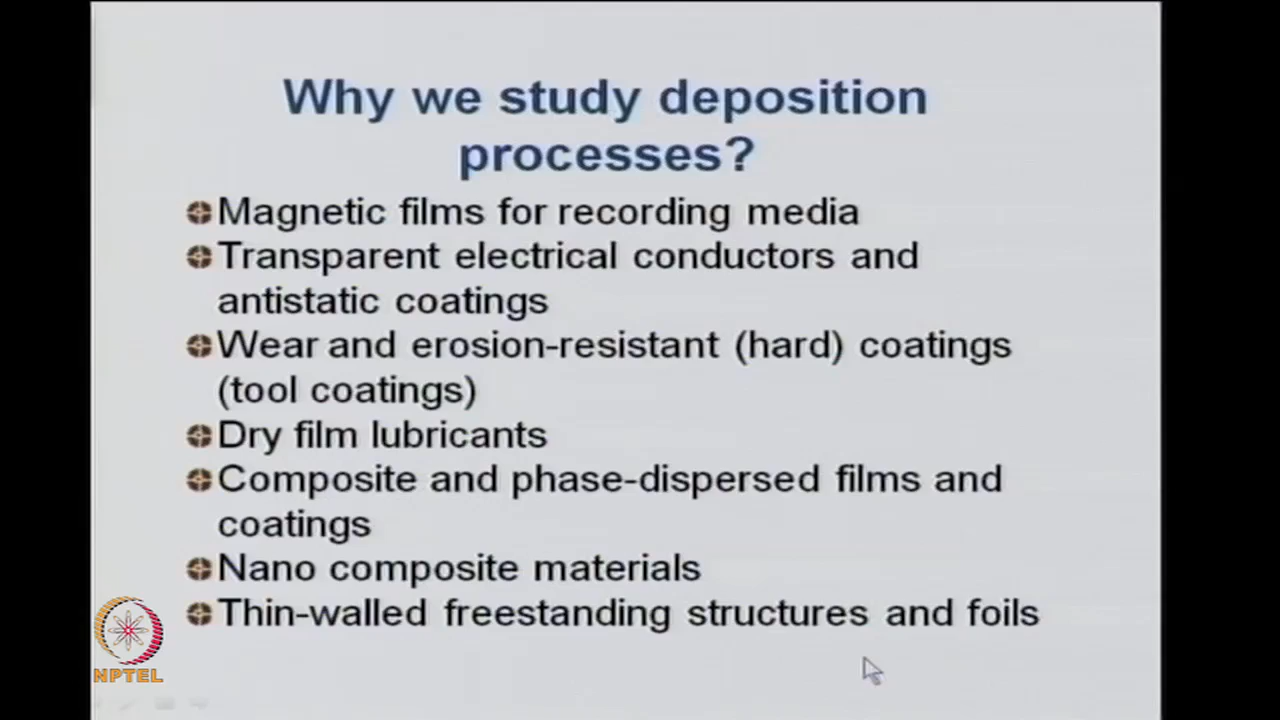 Why we study deposition
processes?
Magnetic films for recording media
Transparent electrical conductors and
antistatic coatings
Wear and erosion-resistant (hard) coatings
(tool coatings)
Dry film lubricants
Composite and phase-dispersed films and
coatings
Nano composite materials
Thin-walled freestanding structures and foils
NPTEL